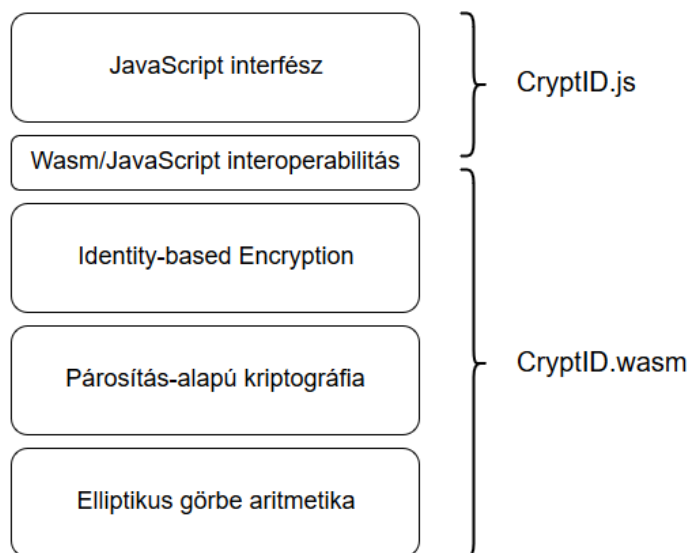 JavaScript interfész
CryptID.js
Wasm/JavaScript interoperabilitás
Identity-based Encryption
Párosítás-alapú kriptográfia
CryptID.wasm
Elliptikus görbe aritmetika